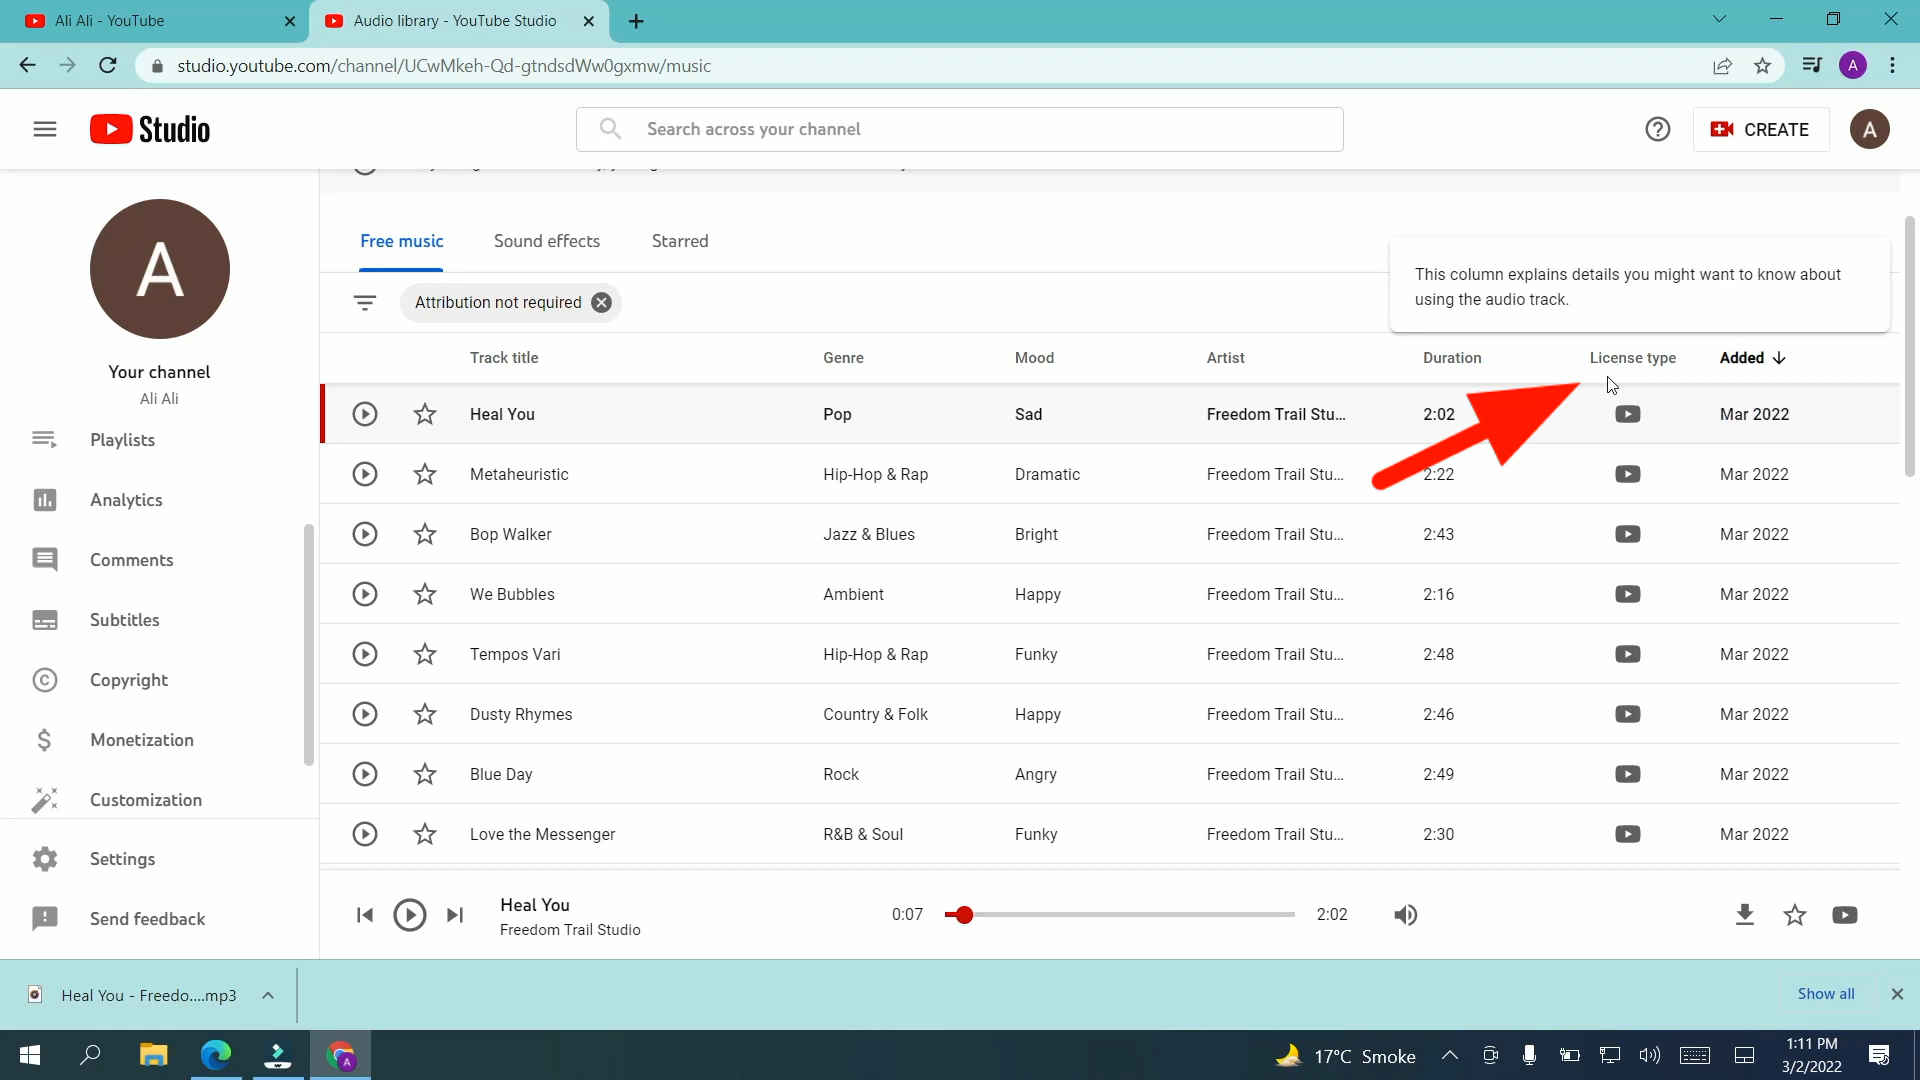 Ali Ali - YouTube
Audio library - YouTube Studio
studio.youtube.com/channel/UCwMkeh-Qd-gtndsdWw0gxmw/music
A
Studio
Search across your channel
CREATE
A
A
Your channel
Ali Ali
Playlists
Analytics
Comments
Subtitles
Copyright
Monetization
Customization
Settings
Send feedback
Free music Sound effects Starred
Attribution not required
This column explains details you might want to know about
using the audio track.
Track title Genre Mood Artist Duration License type Added
Heal You Pop Sad Freedom Trail Stu... 2:02 Mar 2022
Metaheuristic Hip-Hop & Rap Dramatic Freedom Trail Stu... 2:22 Mar 2022
Bop Walker Jazz & Blues Bright Freedom Trail Stu... 2:43 Mar 2022
We Bubbles Ambient Happy Freedom Trail Stu... 2:16 Mar 2022
Tempos Vari Hip-Hop & Rap Funky Freedom Trail Stu... 2:48 Mar 2022
Dusty Rhymes Country & Folk Happy Freedom Trail Stu... 2:46 Mar 2022
Blue Day Rock Angry Freedom Trail Stu... 2:49 Mar 2022
Love the Messenger R&B & Soul Funky Freedom Trail Stu... 2:30 Mar 2022
Heal You
Freedom Trail Studio
0:07 2:02
Heal You - Freedo....mp3
Show all
A
17°C Smoke
1:11 PM
3/2/2022